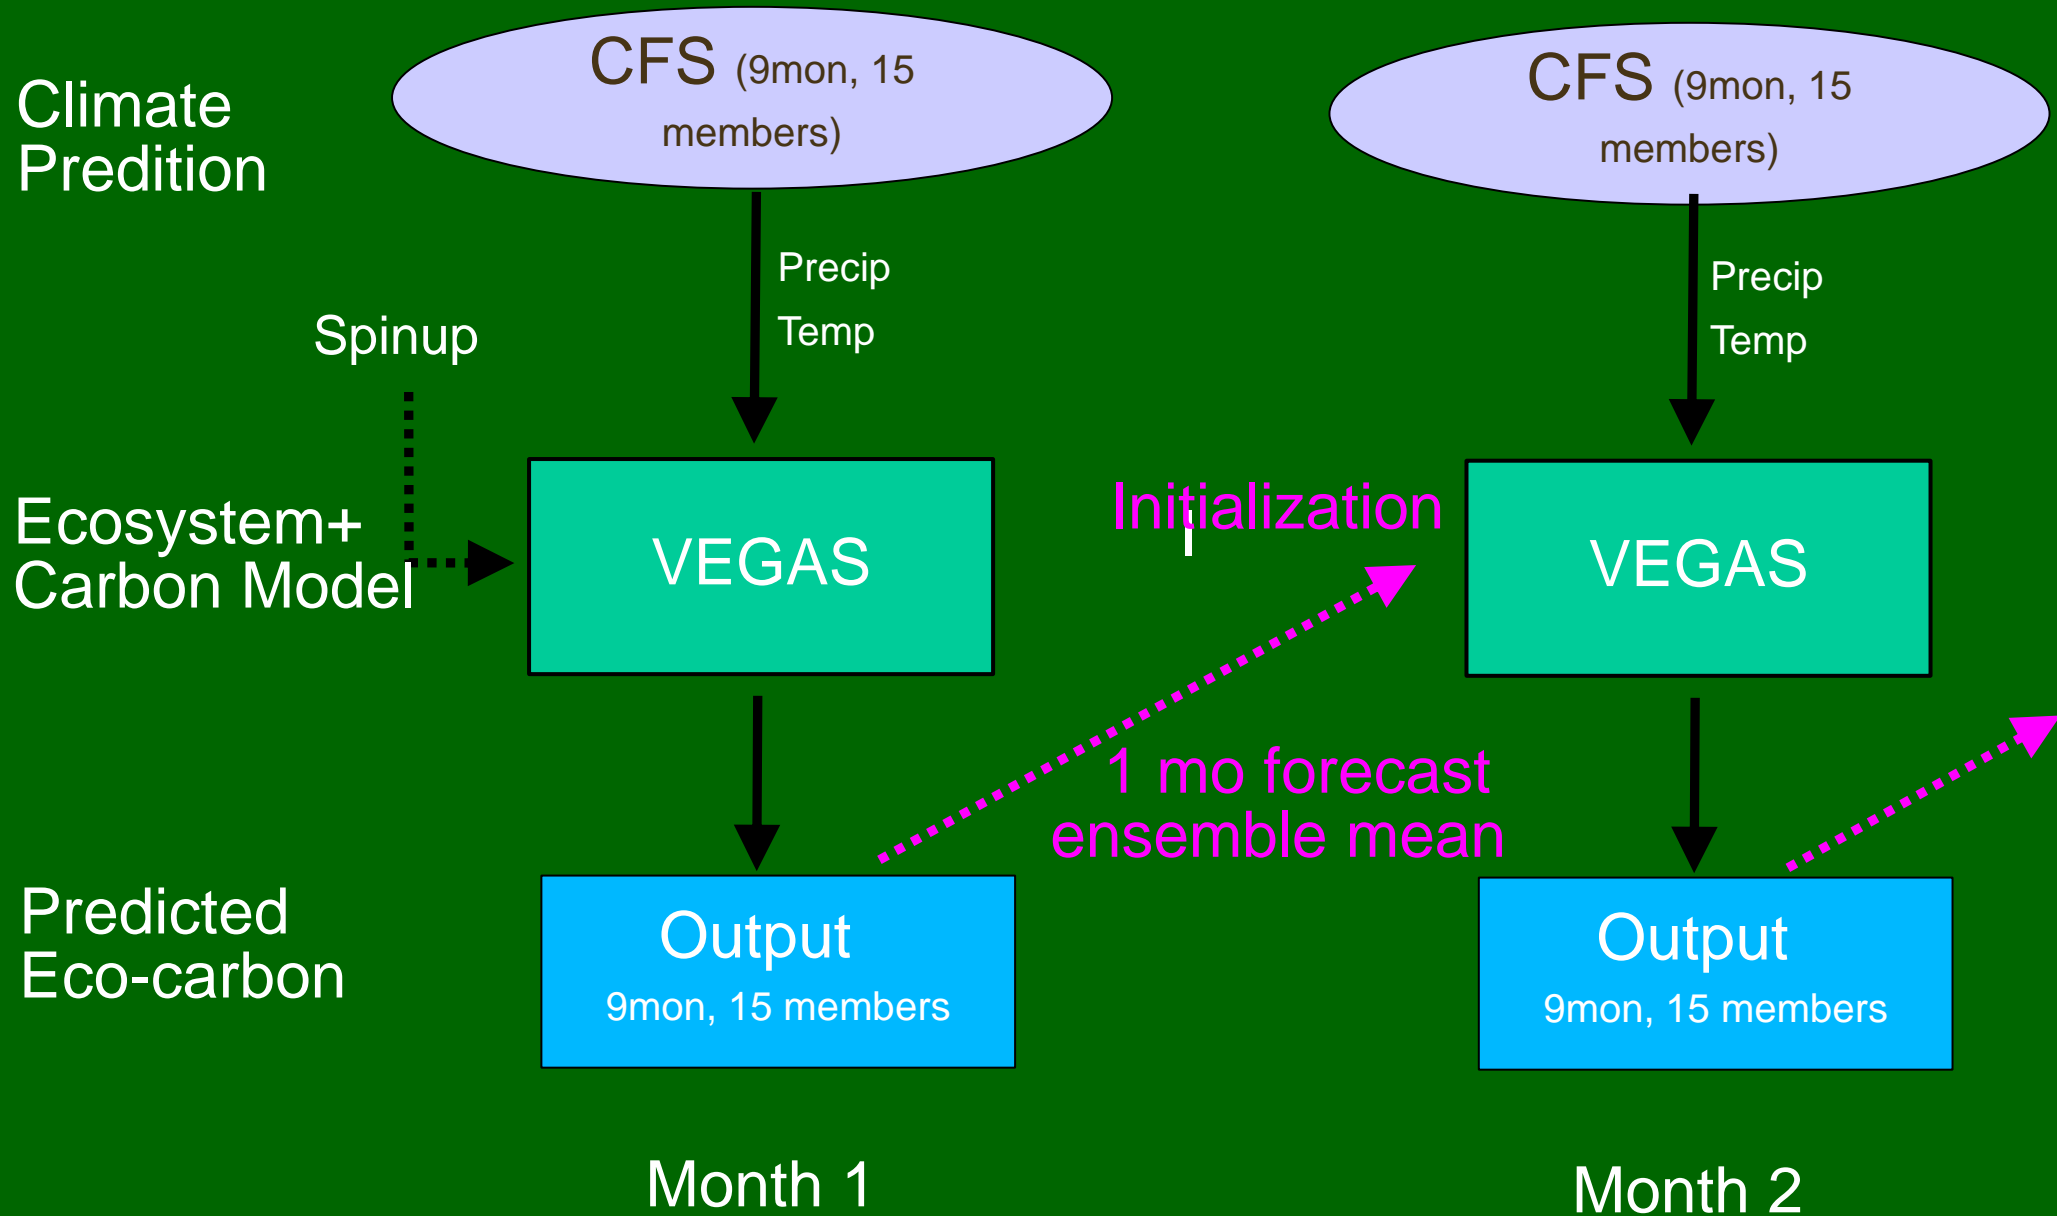 Climate
Predition
CFS (9mon, 15
members)
CFS (9mon, 15
members)
Precip
Temp
Precip
Temp
Spinup
Ecosystem+
Carbon Model
VEGAS
Initialization
VEGAS
1 mo forecast
ensemble mean
Predicted
Eco-carbon
Output
9mon, 15 members
Output
9mon, 15 members
Month 1
Month 2